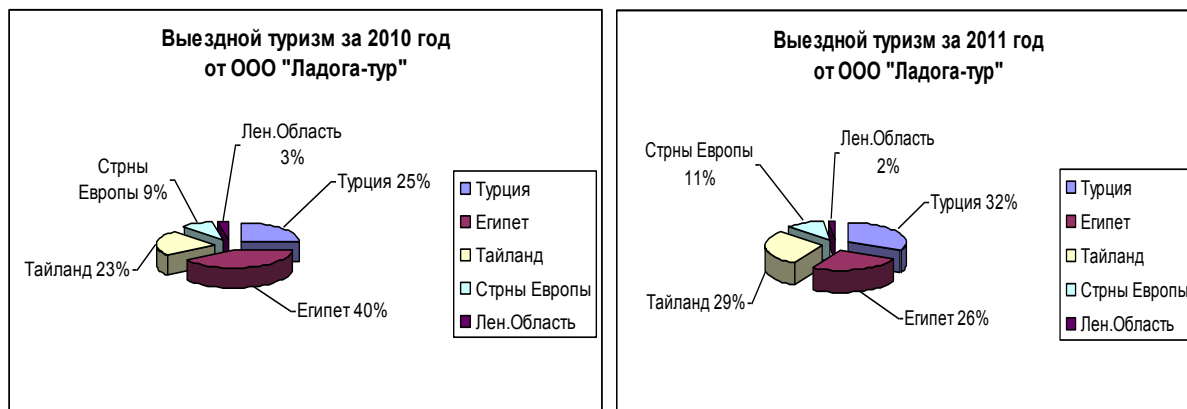 Выездной туризм за 2010 год
от ООО "Ладога-тур"
Лен.Область
3%
Стрны
Европы 9%
Турция 25%
Тайланд 23%
Египет 40%
Турция
Египет
Тайланд
Стрны Европы
Лен.Область
Выездной туризм за 2011 год
от ООО "Ладога-тур"
Стрны Европы
11%
Лен.Область
2%
Турция 32%
Тайланд 29%
Египет 26%
Турция
Египет
Тайланд
Стрны Европы
Лен.Область